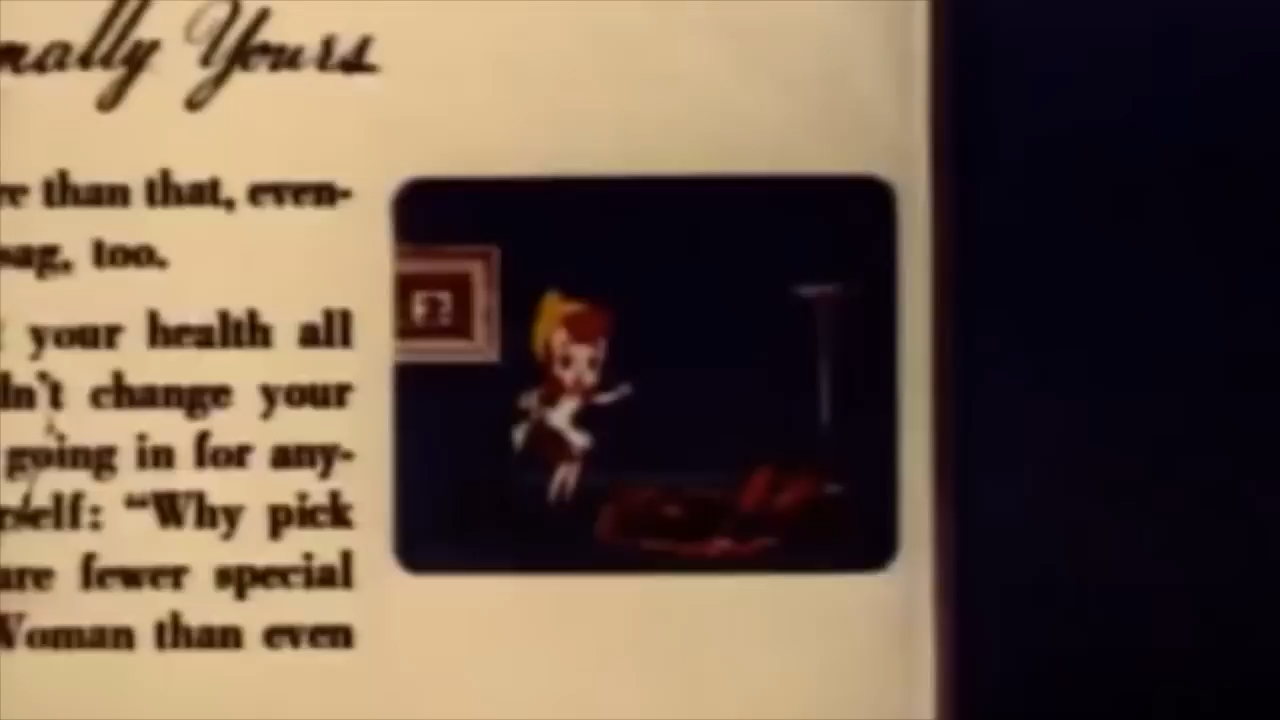 nally Yours
re than that, even-
sag, too.
your health all
dn't change your
going in for any-
self: "Why pick
are fewer special
Woman than even